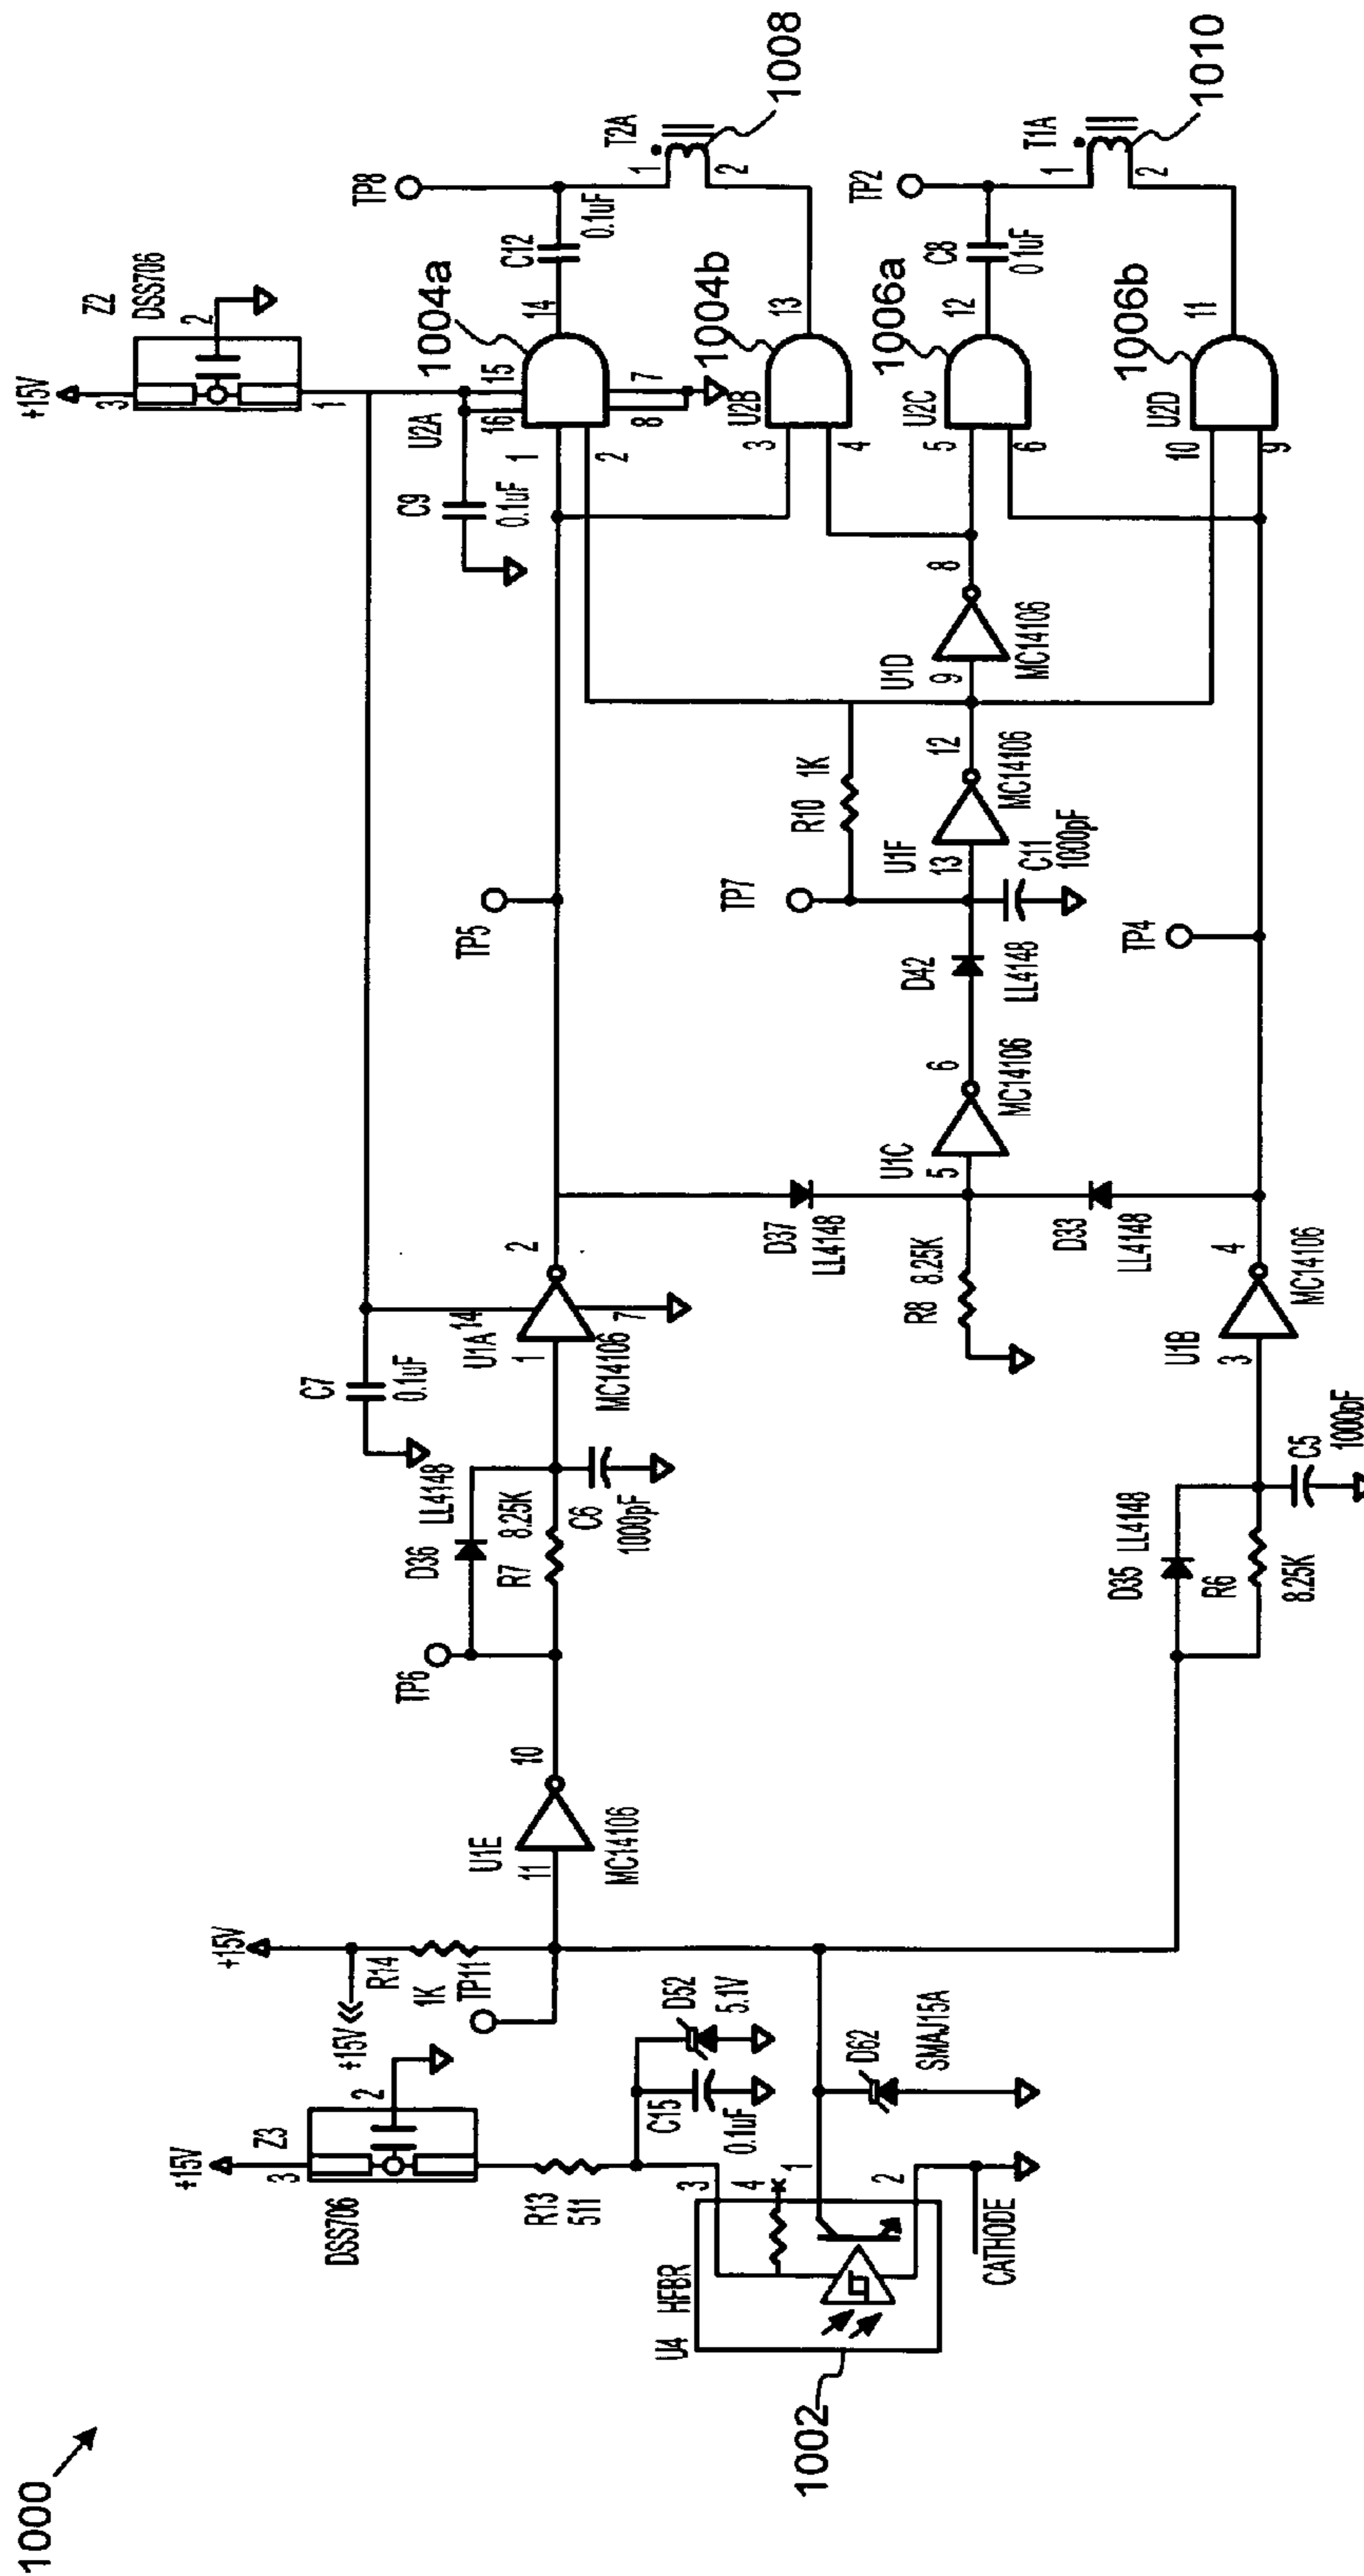 1000
+15V
3
Z3
DSS706
2
R13
511
+15V
+15V
R14
1K
TP11
C15
0.1uF
D52
5.1V
U4
HFBR
3
4
1
2
D62
SMAJ15A
CATHODE
1002
U1E
11
10
MC14106
TP6
D36
LL4148
R7
8.25K
C6
1000pF
C7
0.1uF
U1A
14
1
2
7
MC14106
D35
LL4148
R6
8.25K
C5
1000pF
U1B
3
4
MC14106
D37
LL4148
R8
8.25K
D33
LL4148
U1C
5
6
MC14106
TP5
D42
LL4148
TP7
R10
1K
U1F
13
12
MC14106
C11
1000pF
TP4
U1D
9
8
MC14106
+15V
3
Z2
DSS706
2
1
C9
0.1uF
U2A
16
15
1
2
8
7
14
1004a
C12
0.1uF
TP8
T2A
1
2
1008
U2B
3
4
13
1004b
U2C
5
6
12
1006a
C8
0.1uF
TP2
T1A
1
2
1010
U2D
10
9
11
1006b